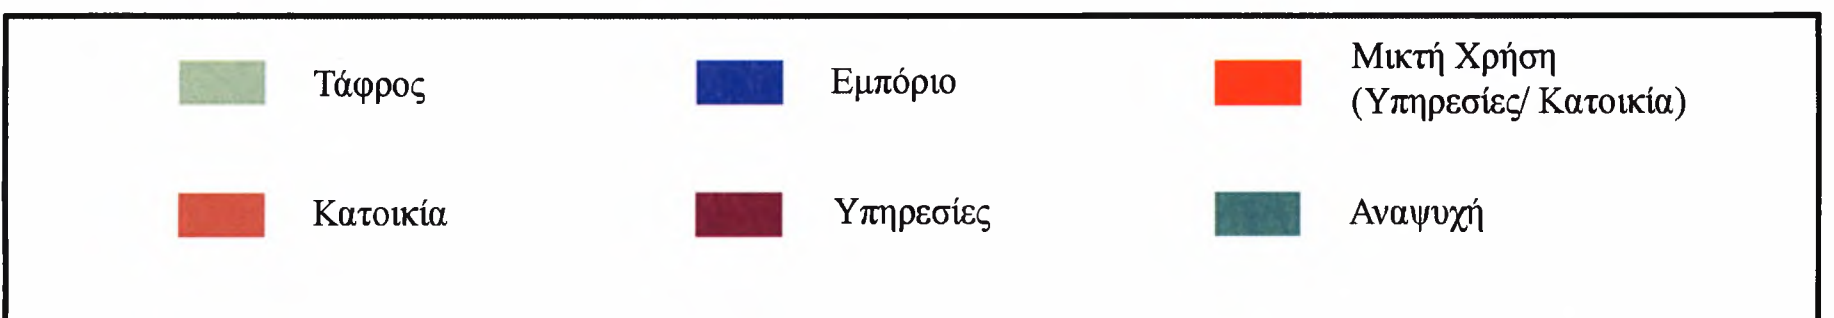 Τάφρος
Εμπόριο
Μικτή Χρήση
(Υπηρεσίες/ Κατοικία)
Κατοικία
Υπηρεσίες
Αναψυχή